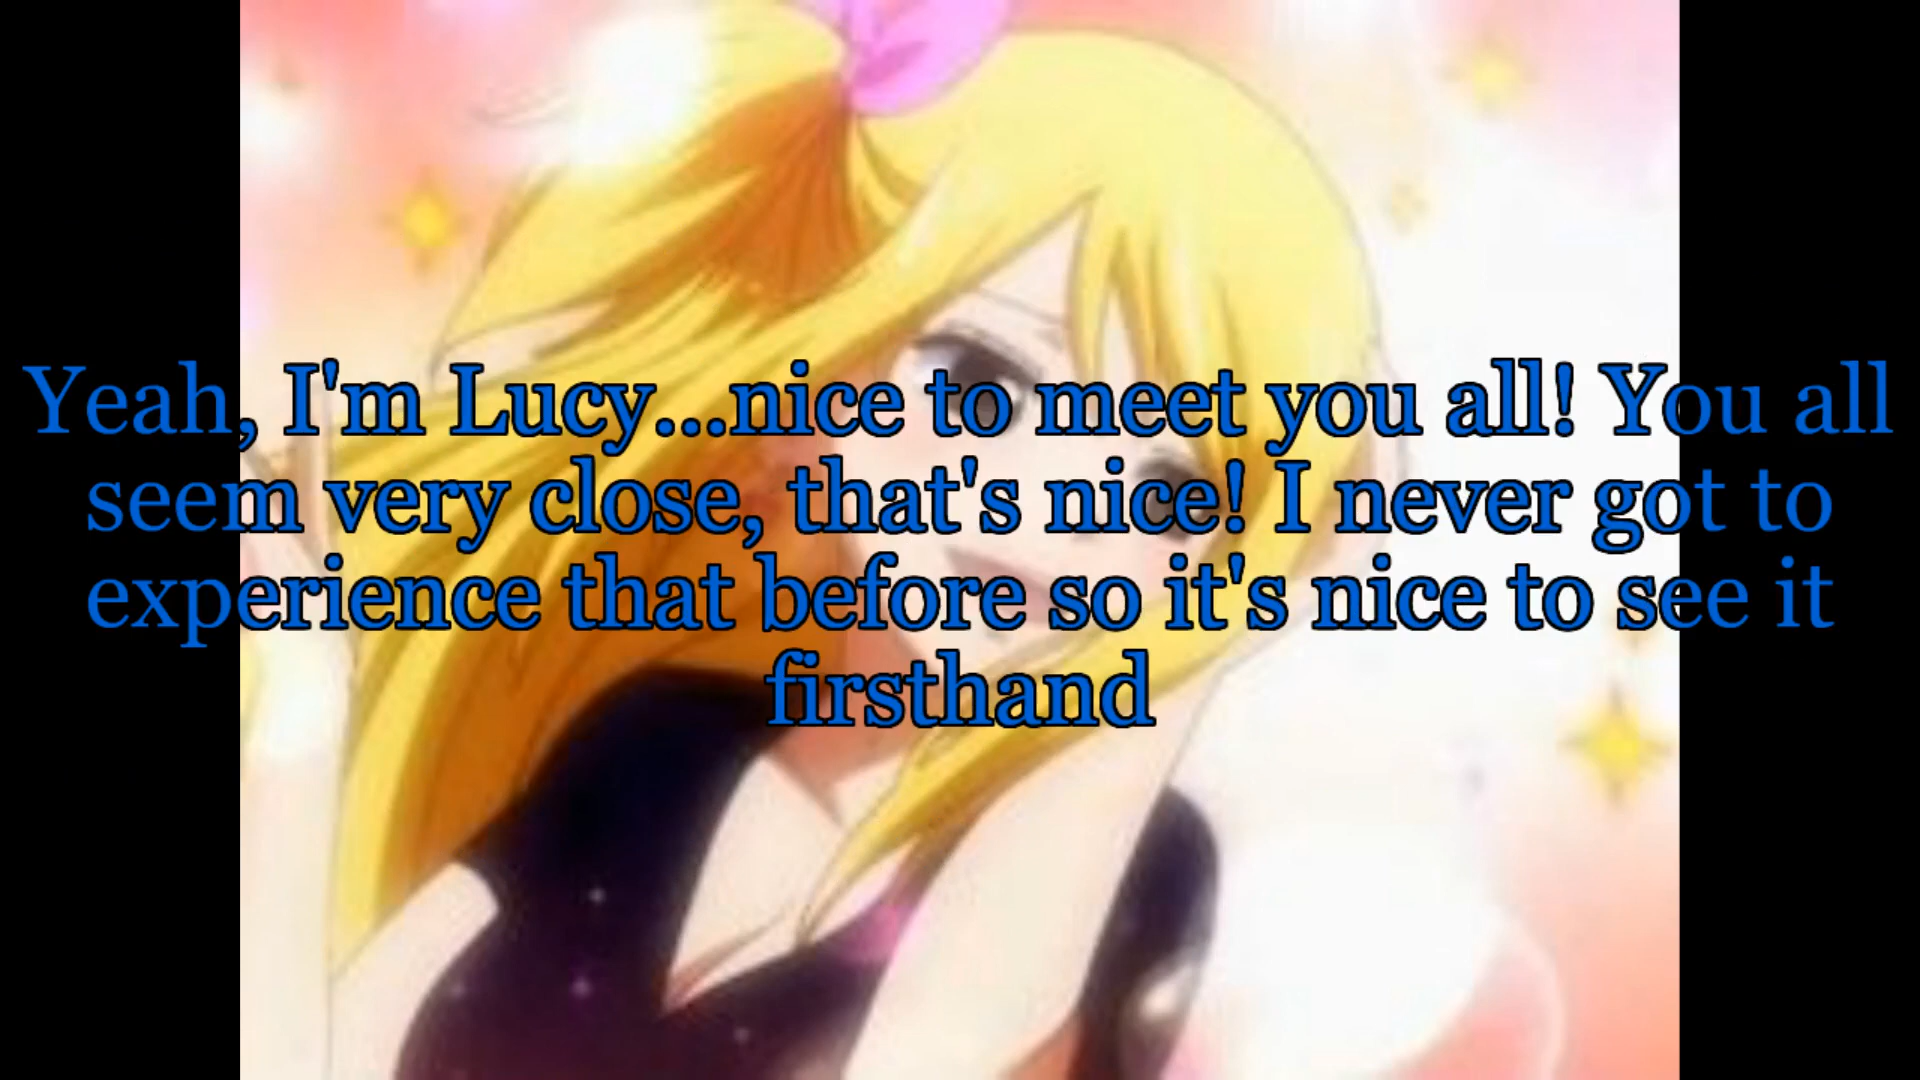 Yeah, I'm Lucy...nice to meet you all! You all
seem very close, that's nice! I never got to
experience that before so it's nice to see it
firsthand